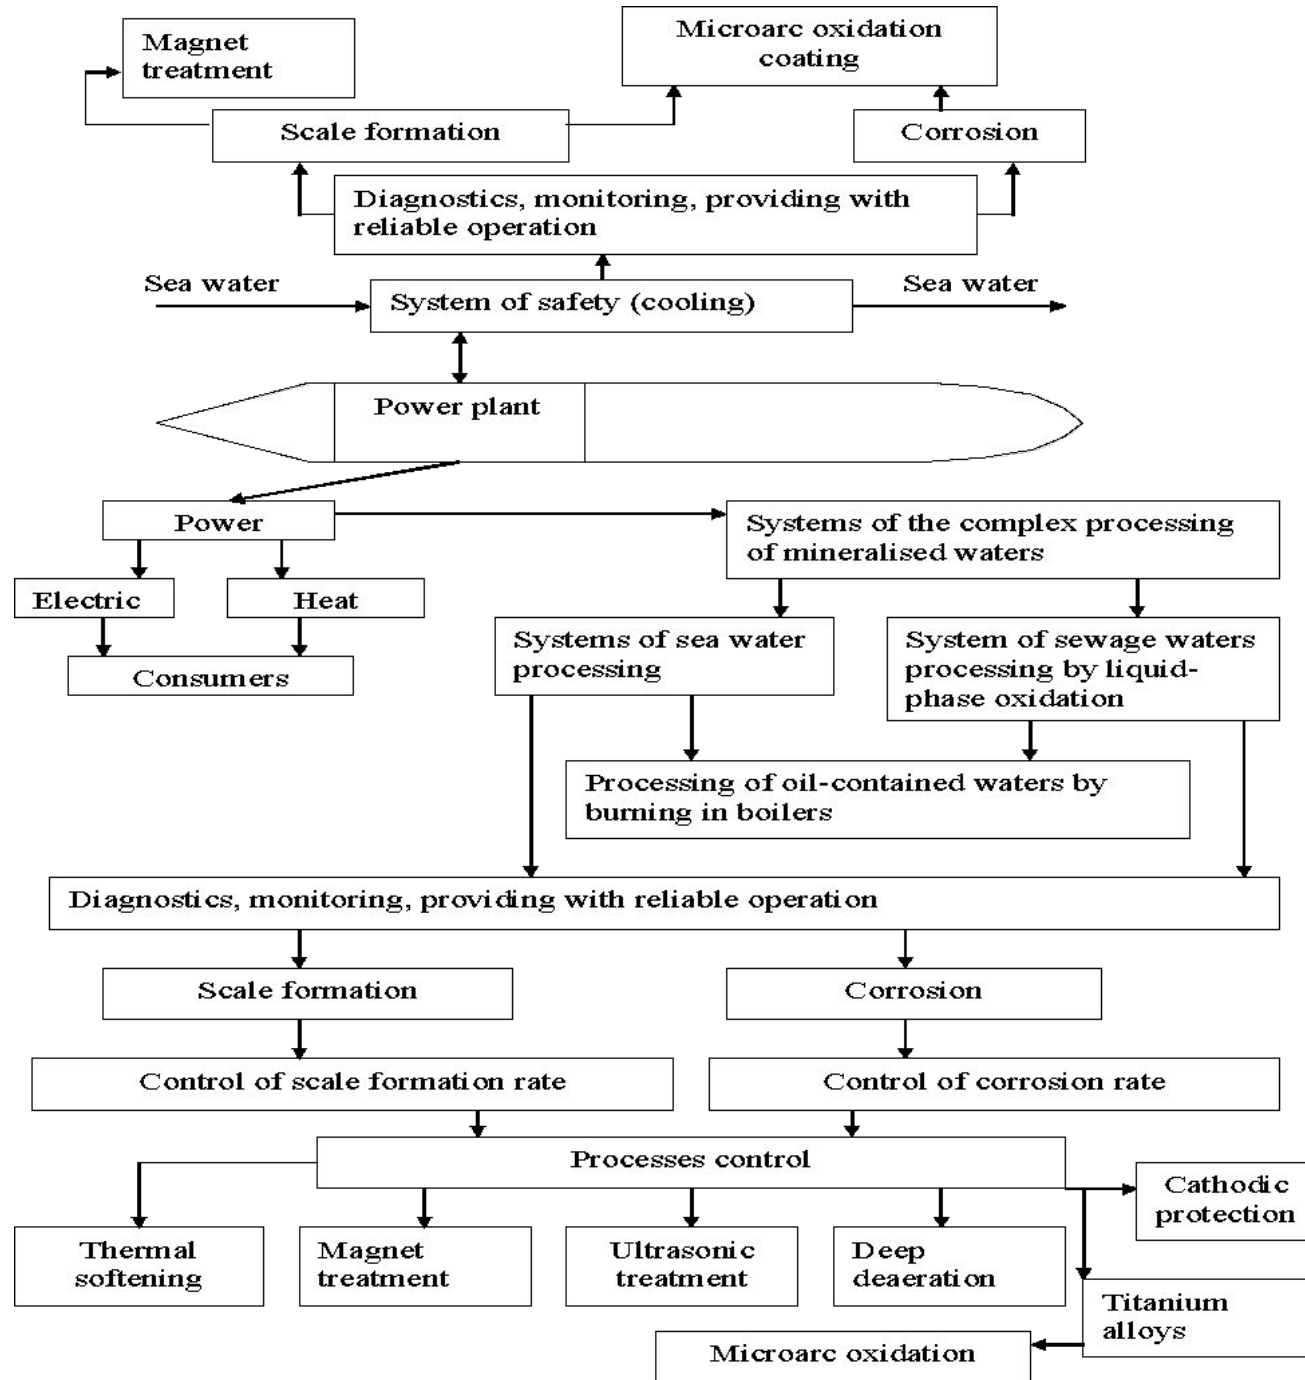 Magnet
treatment
Microarc oxidation
coating
Scale formation
Corrosion
Diagnostics, monitoring, providing with
reliable operation
Sea water
System of safety (cooling)
Sea water
Power plant
Power
Systems of the complex processing
of mineralised waters
Electric
Heat
Consumers
Systems of sea water
processing
System of sewage waters
processing by liquid-
phase oxidation
Processing of oil-contained waters by
burning in boilers
Diagnostics, monitoring, providing with reliable operation
Scale formation
Corrosion
Control of scale formation rate
Control of corrosion rate
Processes control
Cathodic
protection
Thermal
softening
Magnet
treatment
Ultrasonic
treatment
Deep
deaeration
Titanium
alloys
Microarc oxidation